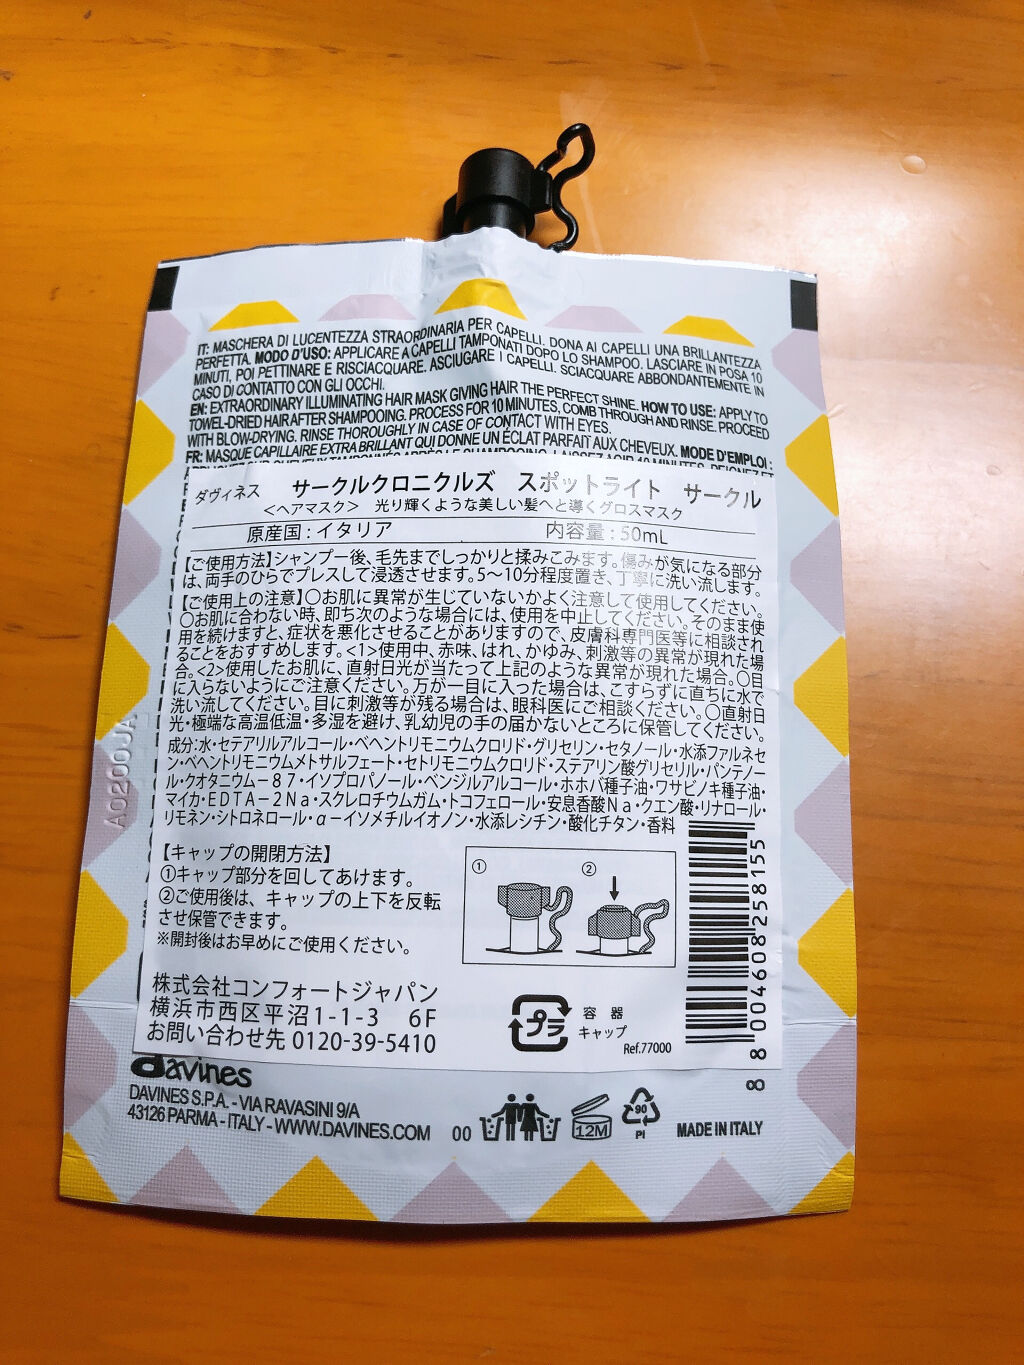 IT: MASCHERA DI LUCENTEZZA STRAORDINARIA PER CAPELLI. DONA AI CAPELLI UNA BRILLANTEZZA
PERFETTA. MODO D'USO: APPLICARE A CAPELLI TAMPONATI DOPO LO SHAMPOO. LASCIARE IN POSA 10
MINUTI, POI PETTINARE E RISCIACQUARE. ASCIUGARE I CAPELLI. SCIACQUARE ABBONDANTEMENTE IN
CASO DI CONTATTO CON GLI OCCHI.
EN: EXTRAORDINARY ILLUMINATING HAIR MASK GIVING HAIR THE PERFECT SHINE. HOW TO USE: APPLY TO
TOWEL-DRIED HAIR AFTER SHAMPOOING. PROCESS FOR 10 MINUTES, COMB THROUGH AND RINSE. PROCEED
WITH BLOW-DRYING. RINSE THOROUGHLY IN CASE OF CONTACT WITH EYES.
FR: MASQUE CAPILLAIRE EXTRA BRILLANT QUI DONNE UN ÉCLAT PARFAIT AUX CHEVEUX. MODE D'EMPLOI :
ダヴィネス サークルクロニクルズ スポットライト サークル
＜ヘアマスク＞ 光り輝くような美しい髪へと導くグロスマスク
原産国：イタリア 内容量：50mL
【ご使用方法】シャンプー後、毛先までしっかりと揉みこみます。傷みが気になる部分
は、両手のひらでプレスして浸透させます。5〜10分程度置き、丁寧に洗い流します。
【ご使用上の注意】〇お肌に異常が生じていないかよく注意して使用してください。
〇お肌に合わない時、即ち次のような場合には、使用を中止してください。そのまま使
用を続けますと、症状を悪化させることがありますので、皮膚科専門医等に相談され
ることをおすすめします。<1>使用中、赤味、はれ、かゆみ、刺激等の異常が現れた場
合。<2>使用したお肌に、直射日光が当たって上記のような異常が現れた場合。〇目
に入らないようにご注意ください。万が一目に入った場合は、こすらずに直ちに水で
洗い流してください。目に刺激等が残る場合は、眼科医にご相談ください。〇直射日
光・極端な高温低温・多湿を避け、乳幼児の手の届かないところに保管してください。
成分：水・セテアリルアルコール・ベヘントリモニウムクロリド・グリセリン・セタノール・水添ファルネセ
ン・ベヘントリモニウムメトサルフェート・セトリモニウムクロリド・ステアリン酸グリセリル・パンテノー
ル・クオタニウム－８７・イソプロパノール・ベンジルアルコール・ホホバ種子油・ワサビノキ種子油・
マイカ・ＥＤＴＡ－２Ｎａ・スクレロチウムガム・トコフェロール・安息香酸Ｎａ・クエン酸・リナロール・
リモネン・シトロネロール・α－イソメチルイオノン・水添レシチン・酸化チタン・香料
【キャップの開閉方法】
①キャップ部分を回してあけます。
②ご使用後は、キャップの上下を反転
させ保管できます。
※開封後はお早めにご使用ください。
① ②
株式会社コンフォートジャパン
横浜市西区平沼1-1-3 6F
お問い合わせ先 0120-39-5410
プラ
容器
キャップ
Ref.77000
8 004608 258155
A0200UA
davines
DAVINES S.P.A. - VIA RAVASINI 9/A
43126 PARMA - ITALY - WWW.DAVINES.COM
00
12M
90
PI
MADE IN ITALY